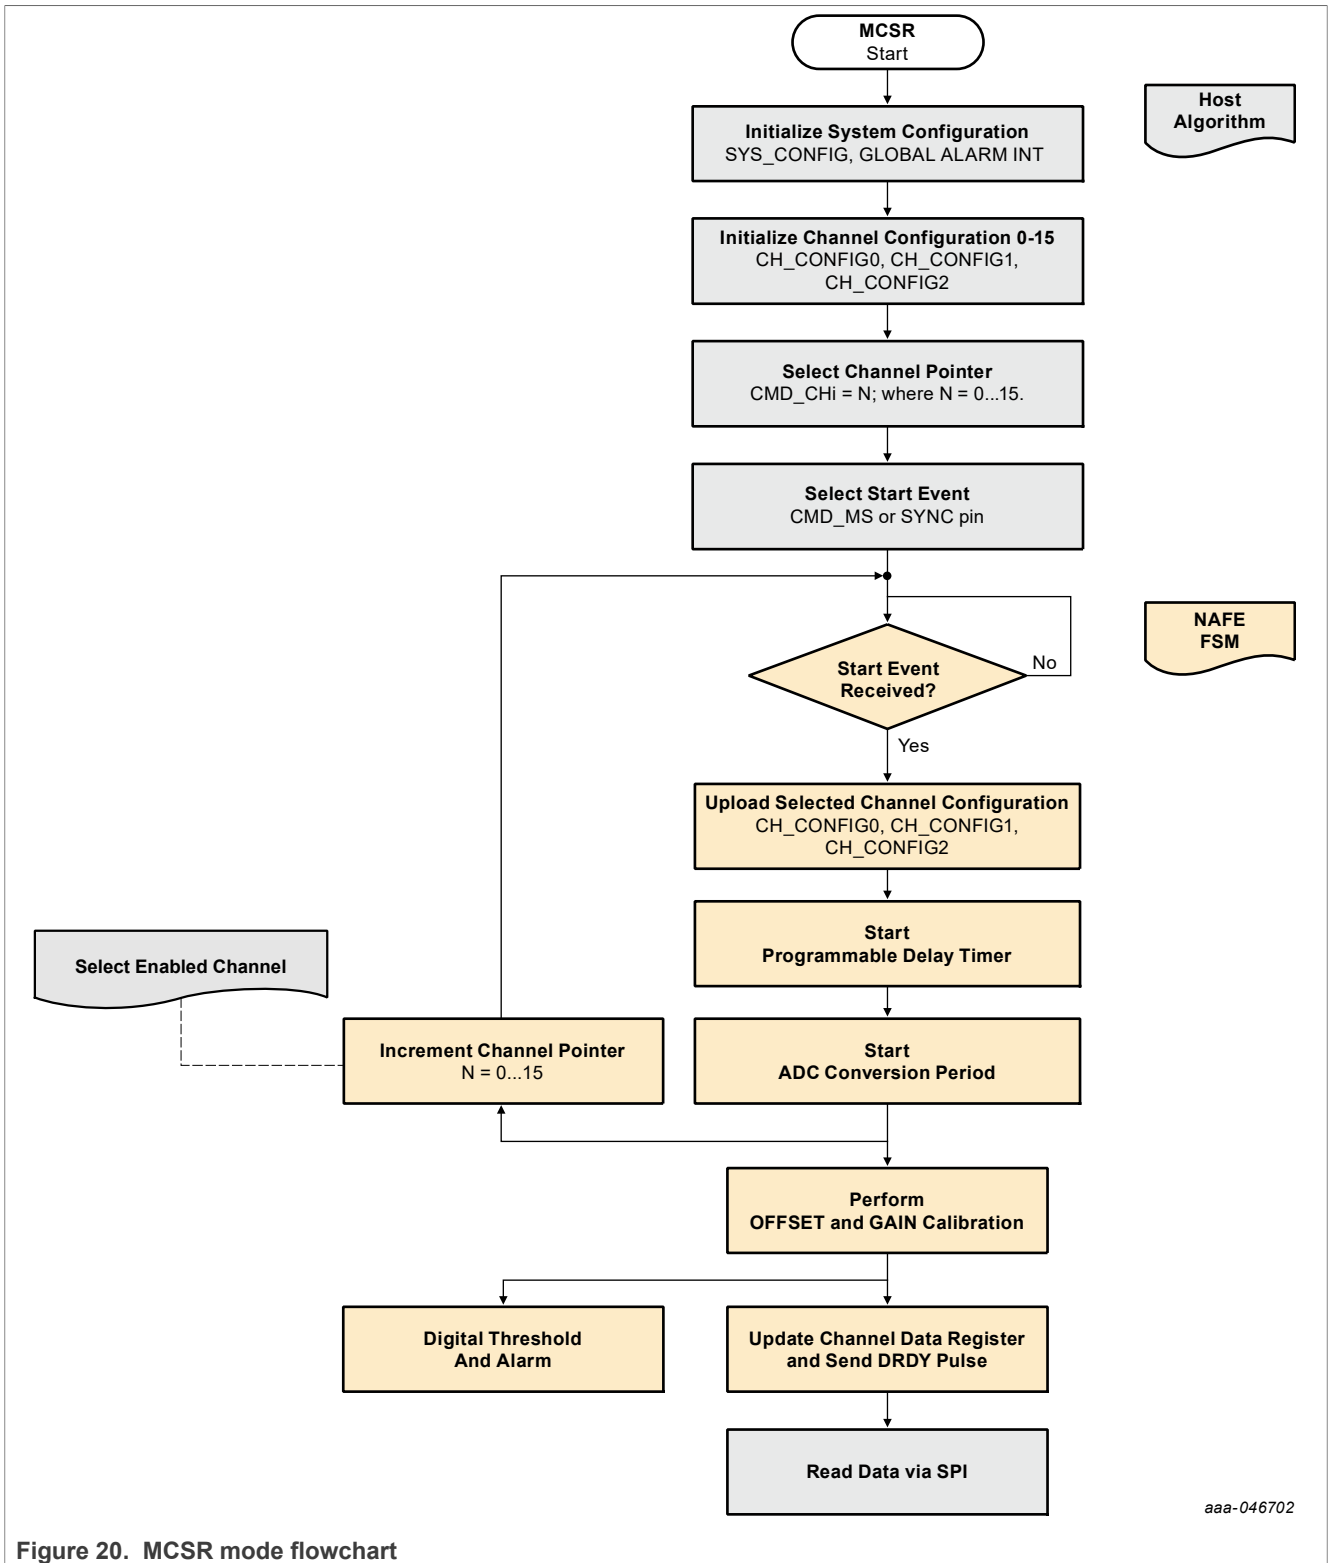 MCSR
Start
Host
Algorithm
Initialize System Configuration
SYS_CONFIG, GLOBAL ALARM INT
Initialize Channel Configuration 0-15
CH_CONFIG0, CH_CONFIG1,
CH_CONFIG2
Select Channel Pointer
CMD_CHi = N; where N = 0...15.
Select Start Event
CMD_MS or SYNC pin
NAFE
FSM
Start Event
Received?
No
Yes
Upload Selected Channel Configuration
CH_CONFIG0, CH_CONFIG1,
CH_CONFIG2
Start
Programmable Delay Timer
Select Enabled Channel
Increment Channel Pointer
N = 0...15
Start
ADC Conversion Period
Perform
OFFSET and GAIN Calibration
Digital Threshold
And Alarm
Update Channel Data Register
and Send DRDY Pulse
Read Data via SPI
aaa-046702
Figure 20. MCSR mode flowchart